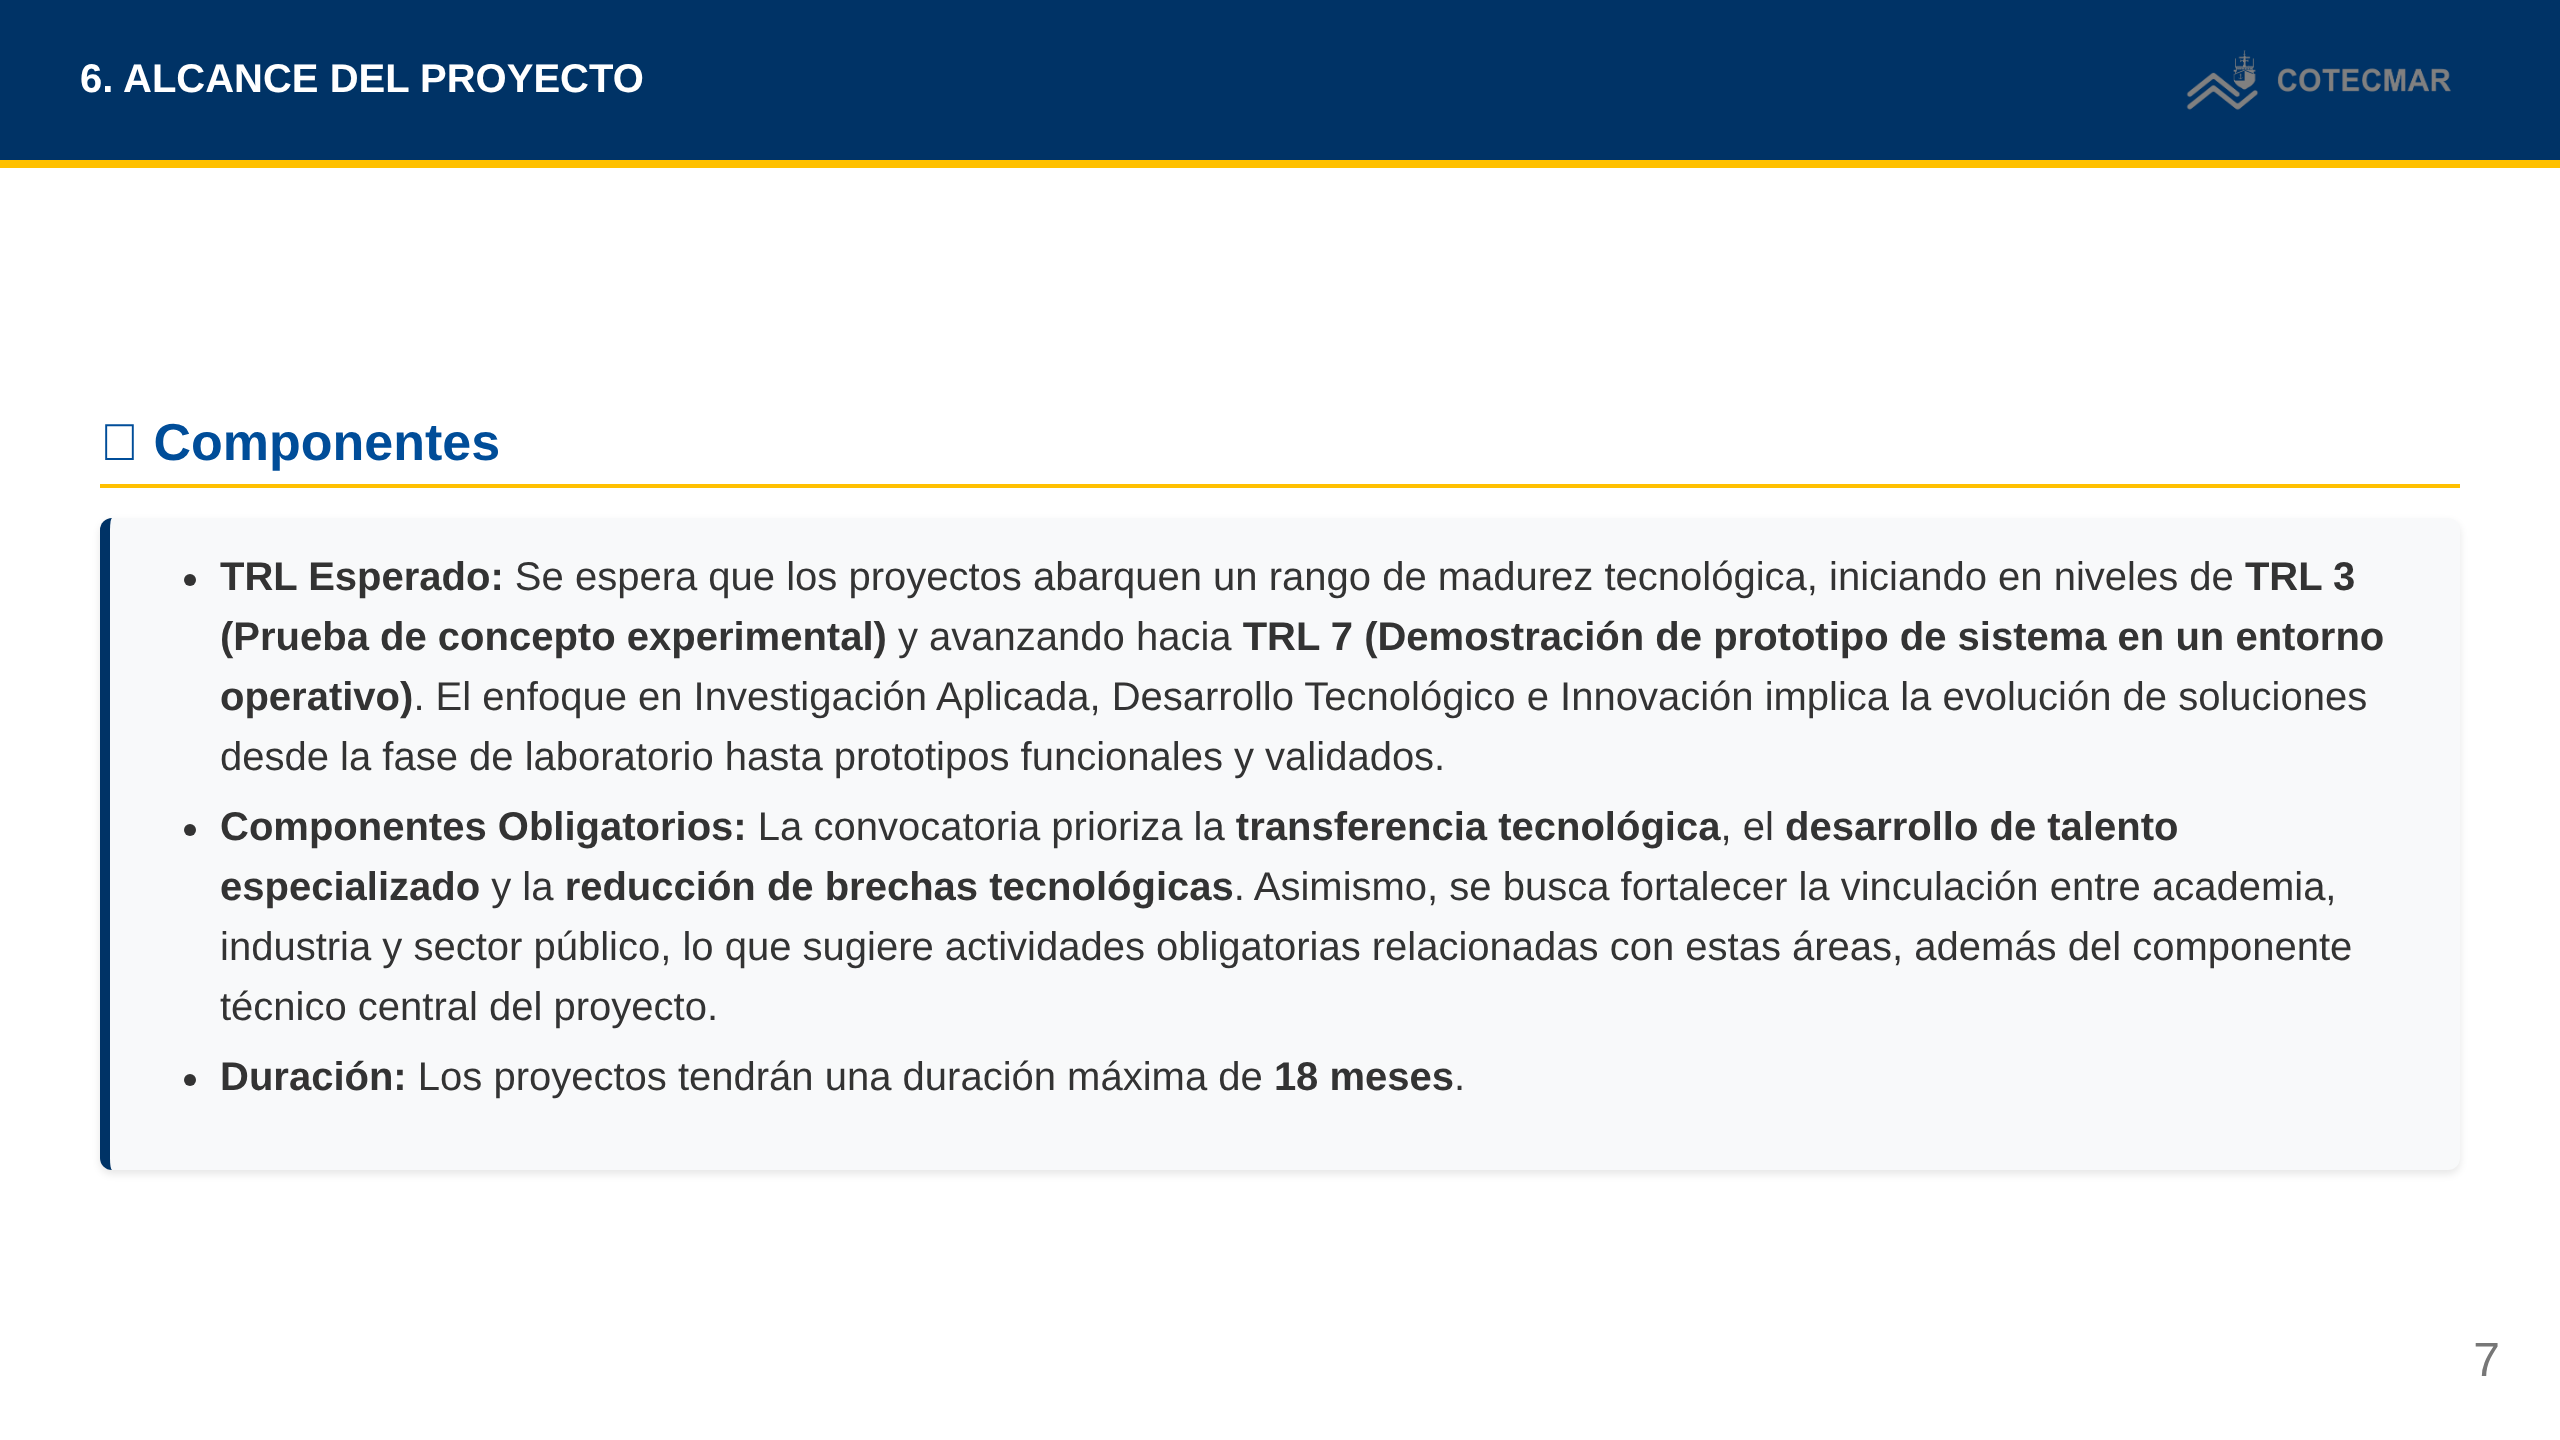 6. ALCANCE DEL PROYECTO
COTECMAR
Componentes
• TRL Esperado: Se espera que los proyectos abarquen un rango de madurez tecnológica, iniciando en niveles de TRL 3
(Prueba de concepto experimental) y avanzando hacia TRL 7 (Demostración de prototipo de sistema en un entorno
operativo). El enfoque en Investigación Aplicada, Desarrollo Tecnológico e Innovación implica la evolución de soluciones
desde la fase de laboratorio hasta prototipos funcionales y validados.
• Componentes Obligatorios: La convocatoria prioriza la transferencia tecnológica, el desarrollo de talento
especializado y la reducción de brechas tecnológicas. Asimismo, se busca fortalecer la vinculación entre academia,
industria y sector público, lo que sugiere actividades obligatorias relacionadas con estas áreas, además del componente
técnico central del proyecto.
• Duración: Los proyectos tendrán una duración máxima de 18 meses.
7